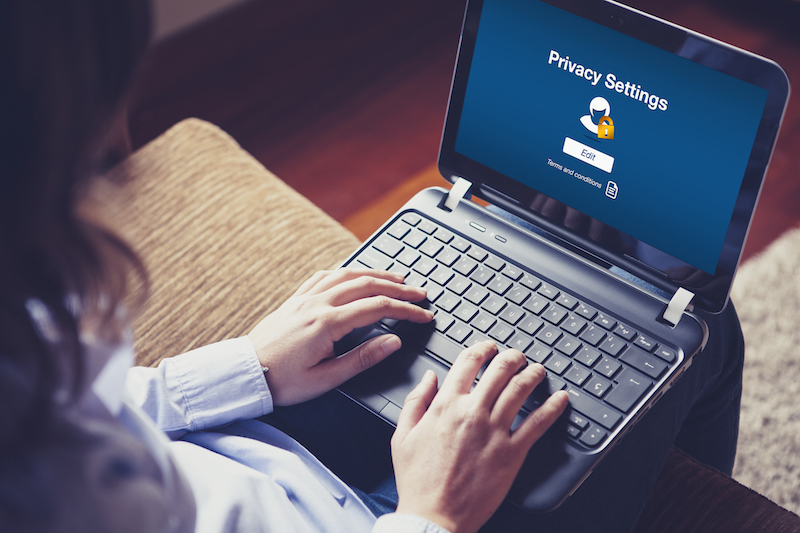 Privacy Settings
Edit
Terms and conditions